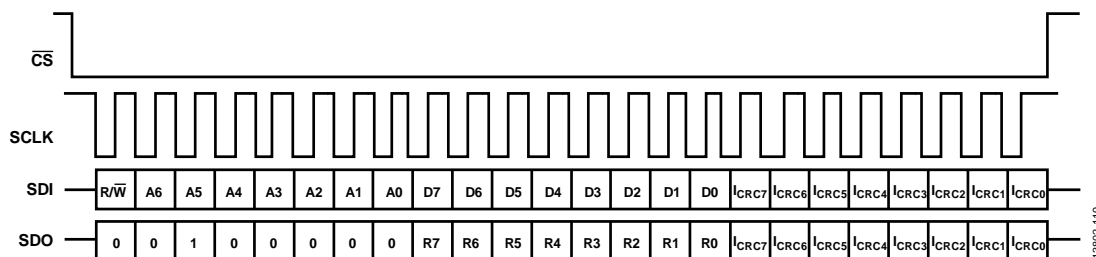 CS
SCLK
SDI R/W A6 A5 A4 A3 A2 A1 A0 D7 D6 D5 D4 D3 D2 D1 D0 ICRC7 ICRC6 ICRC5 ICRC4 ICRC3 ICRC2 ICRC1 ICRC0
SDO 0 0 1 0 0 0 0 0 R7 R6 R5 R4 R3 R2 R1 R0 ICRC7 ICRC6 ICRC5 ICRC4 ICRC3 ICRC2 ICRC1 ICRC0